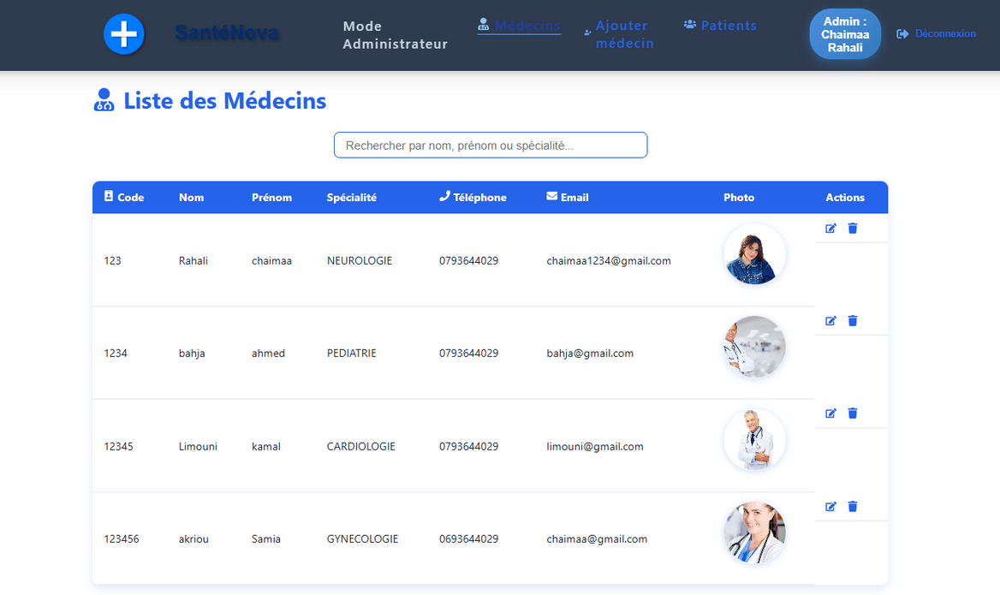 SantéNova
Mode
Administrateur
Médecins
Ajouter
médecin
Patients
Admin :
Chaimaa
Rahali
Déconnexion
Liste des Médecins
Rechercher par nom, prénom ou spécialité...
Code Nom Prénom Spécialité Téléphone Email Photo Actions
123 Rahali chaimaa NEUROLOGIE 0793644029 chaimaa1234@gmail.com
1234 bahja ahmed PEDIATRIE 0793644029 bahja@gmail.com
12345 Limouni kamal CARDIOLOGIE 0793644029 limouni@gmail.com
123456 akriou Samia GYNECOLOGIE 0693644029 chaimaa@gmail.com